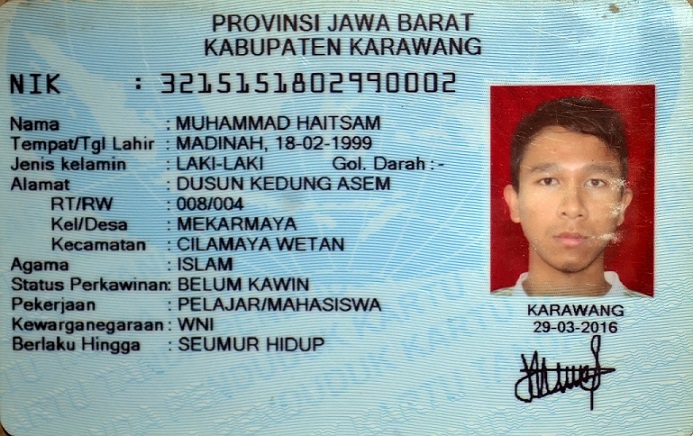 PROVINSI JAWA BARAT
KABUPATEN KARAWANG
NIK : 3215151802990002
Nama : MUHAMMAD HAITSAM
Tempat/Tgl Lahir : MADINAH, 18-02-1999
Jenis kelamin : LAKI-LAKI Gol. Darah :-
Alamat : DUSUN KEDUNG ASEM
RT/RW : 008/004
Kel/Desa : MEKARMAYA
Kecamatan : CILAMAYA WETAN
Agama : ISLAM
Status Perkawinan: BELUM KAWIN
Pekerjaan : PELAJAR/MAHASISWA
Kewarganegaraan : WNI
Berlaku Hingga : SEUMUR HIDUP
KARAWANG
29-03-2016